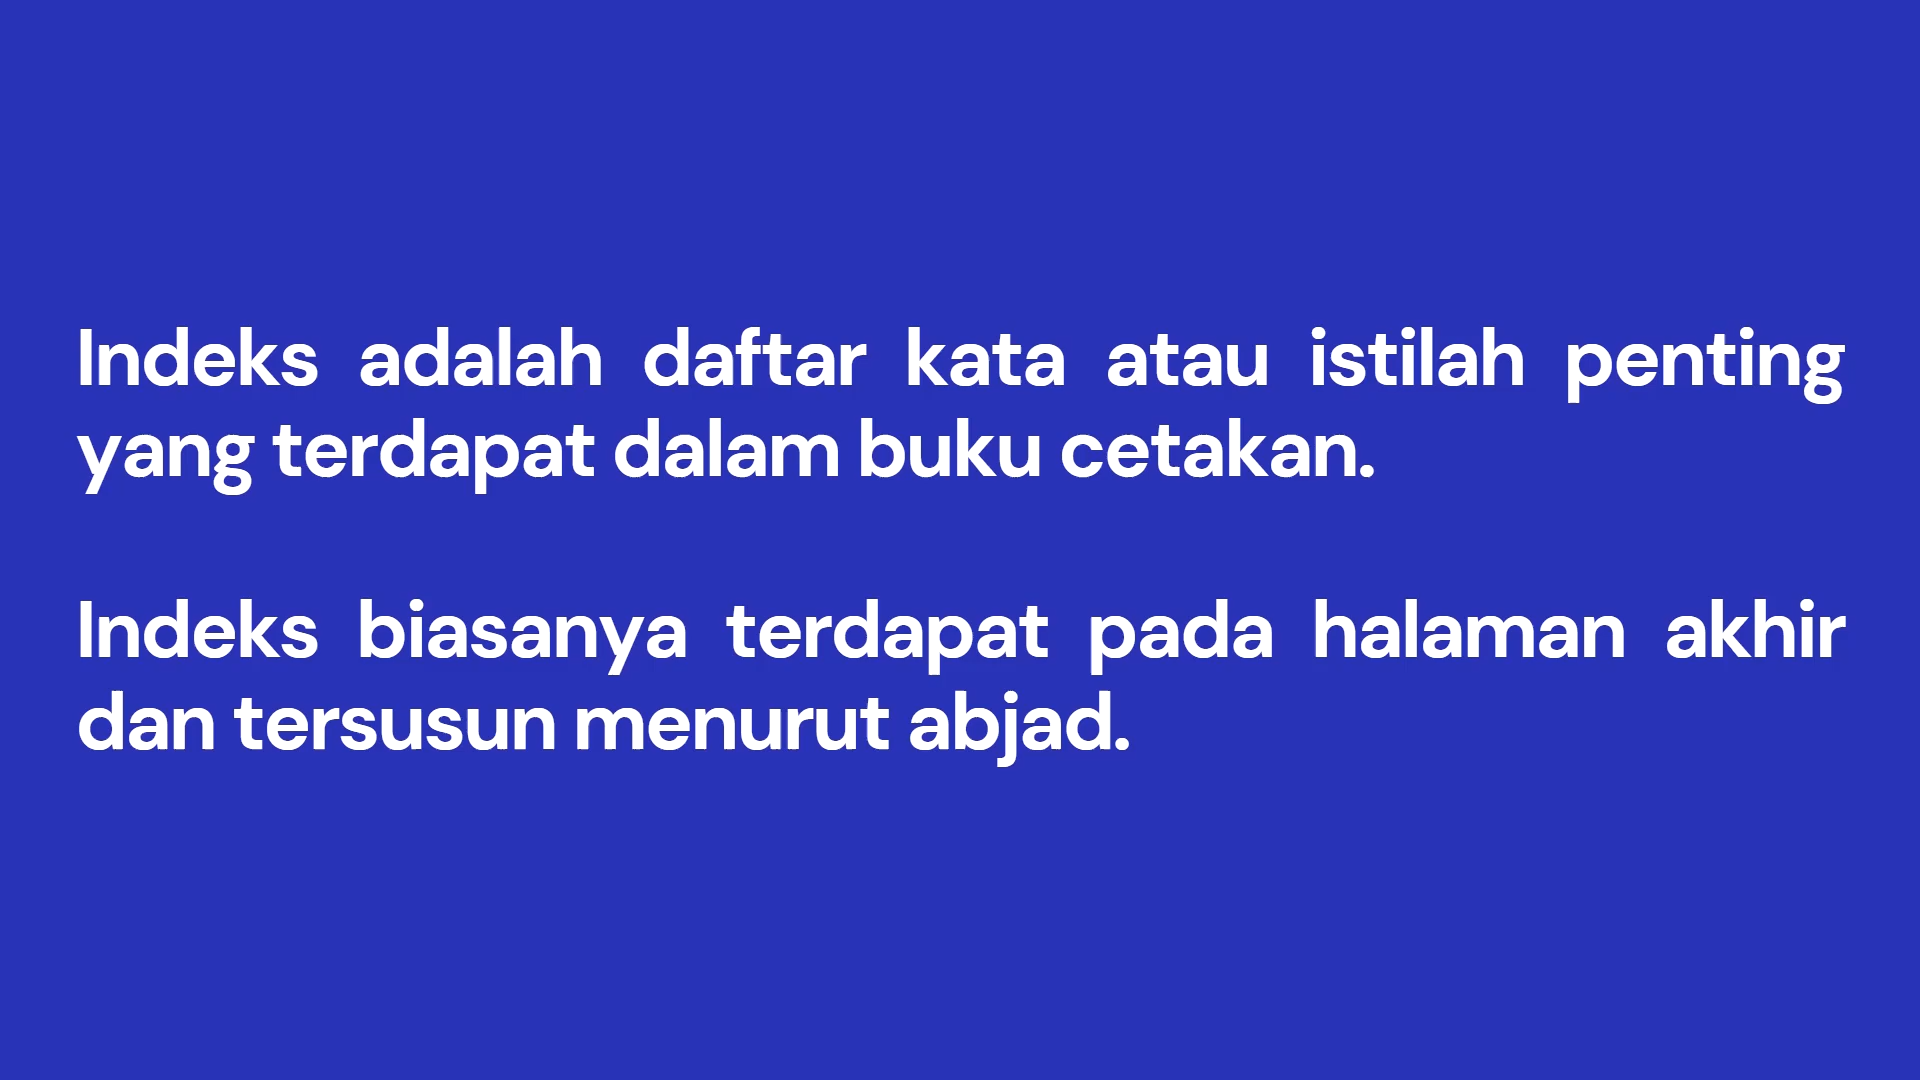 Indeks adalah daftar kata atau istilah penting
yang terdapat dalam buku cetakan.
Indeks biasanya terdapat pada halaman akhir
dan tersusun menurut abjad.